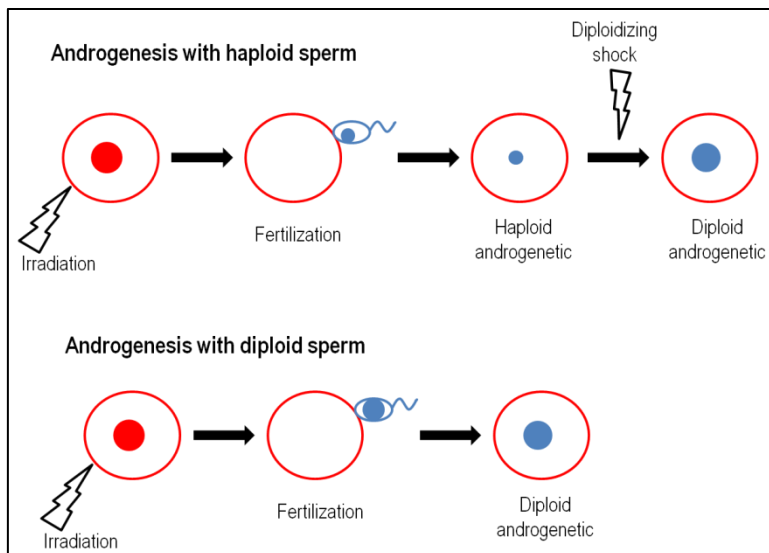 Androgenesis with haploid sperm
Diploidizing
shock
Irradiation
Fertilization
Haploid
androgenetic
Diploid
androgenetic
Androgenesis with diploid sperm
Irradiation
Fertilization
Diploid
androgenetic